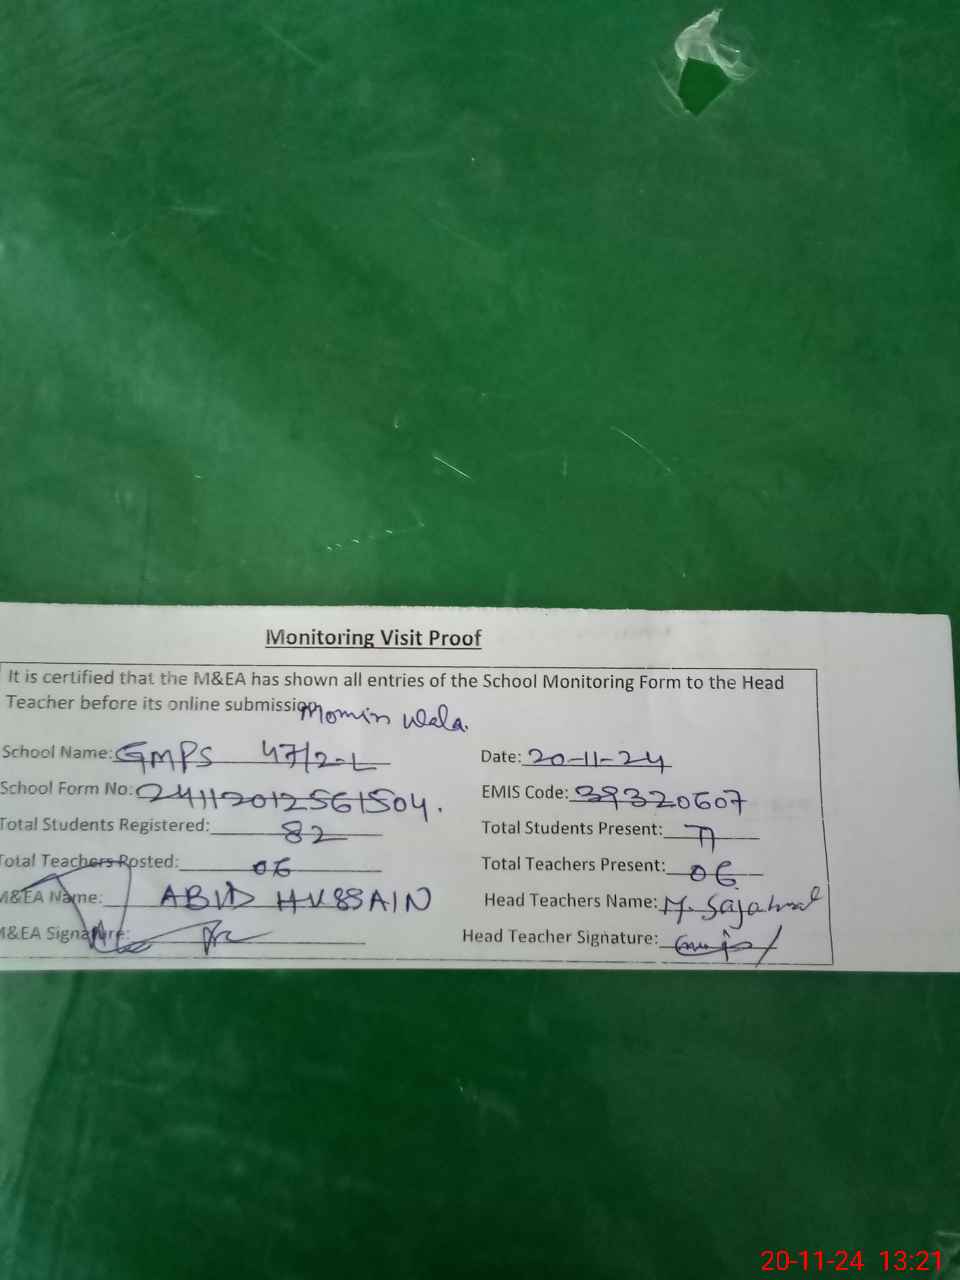 Monitoring Visit Proof
It is certified that the M&EA has shown all entries of the School Monitoring Form to the Head
Teacher before its online submission
Momin Wala.
School Name: GMPS 47/2-L Date: 20-11-24
School Form No: 2411201256 1504. EMIS Code: 39320607
Total Students Registered: 82 Total Students Present:
Total Teachers Posted: 06 Total Teachers Present: 06
M&EA Name: ABID HUSSAIN Head Teachers Name: M.
M&EA Signature: Head Teacher Signature:
20-11-24 13:21